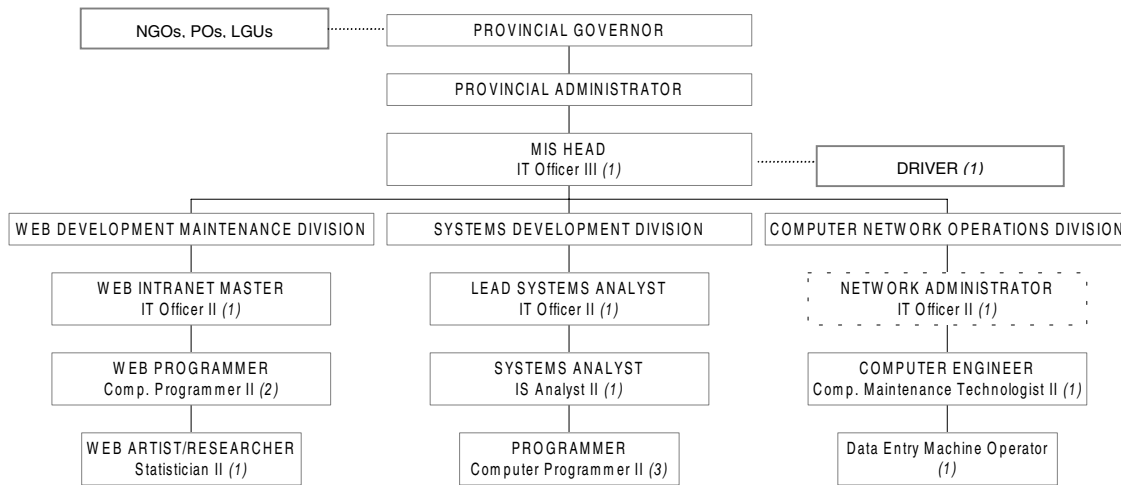 NGOs, POs, LGUs
PROVINCIAL GOVERNOR
PROVINCIAL ADMINISTRATOR
MIS HEAD
IT Officer III (1)
DRIVER (1)
WEB DEVELOPMENT MAINTENANCE DIVISION
SYSTEMS DEVELOPMENT DIVISION
COMPUTER NETWORK OPERATIONS DIVISION
WEB INTRANET MASTER
IT Officer II (1)
LEAD SYSTEMS ANALYST
IT Officer II (1)
NETWORK ADMINISTRATOR
IT Officer II (1)
WEB PROGRAMMER
Comp. Programmer II (2)
SYSTEMS ANALYST
IS Analyst II (1)
COMPUTER ENGINEER
Comp. Maintenance Technologist II (1)
WEB ARTIST/RESEARCHER
Statistician II (1)
PROGRAMMER
Computer Programmer II (3)
Data Entry Machine Operator
(1)